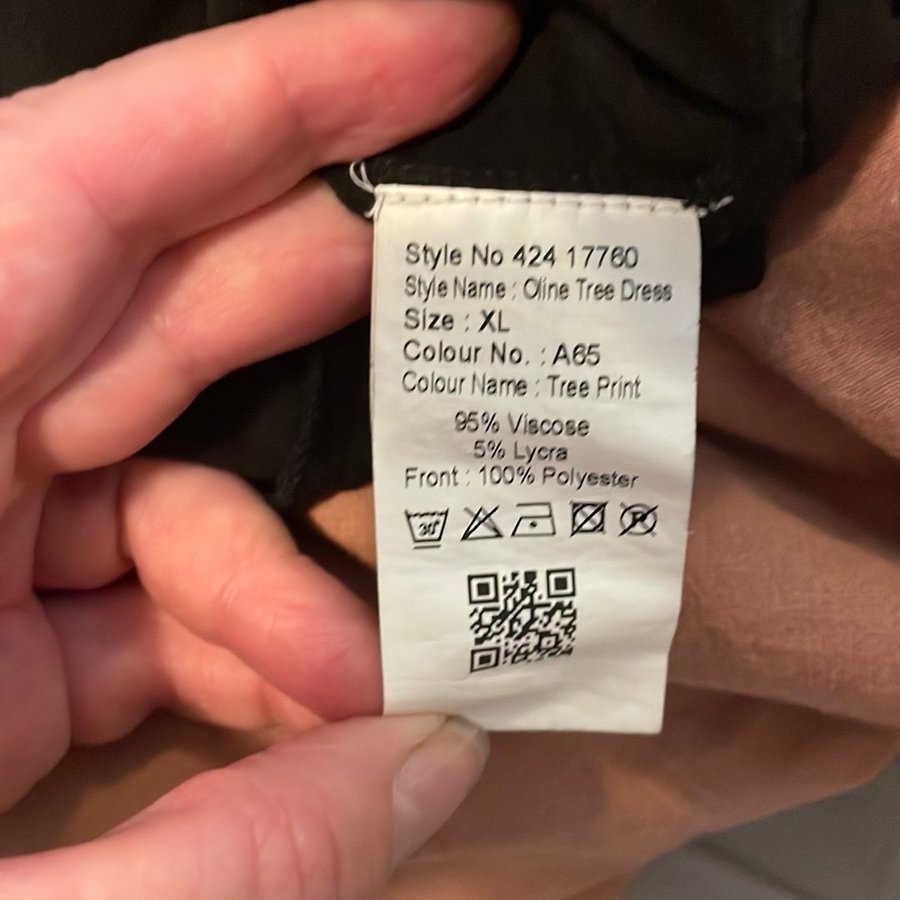 Style No 424 17760
Style Name : Oline Tree Dress
Size : XL
Colour No. : A65
Colour Name : Tree Print
95% Viscose
5% Lycra
Front : 100% Polyester
30° P